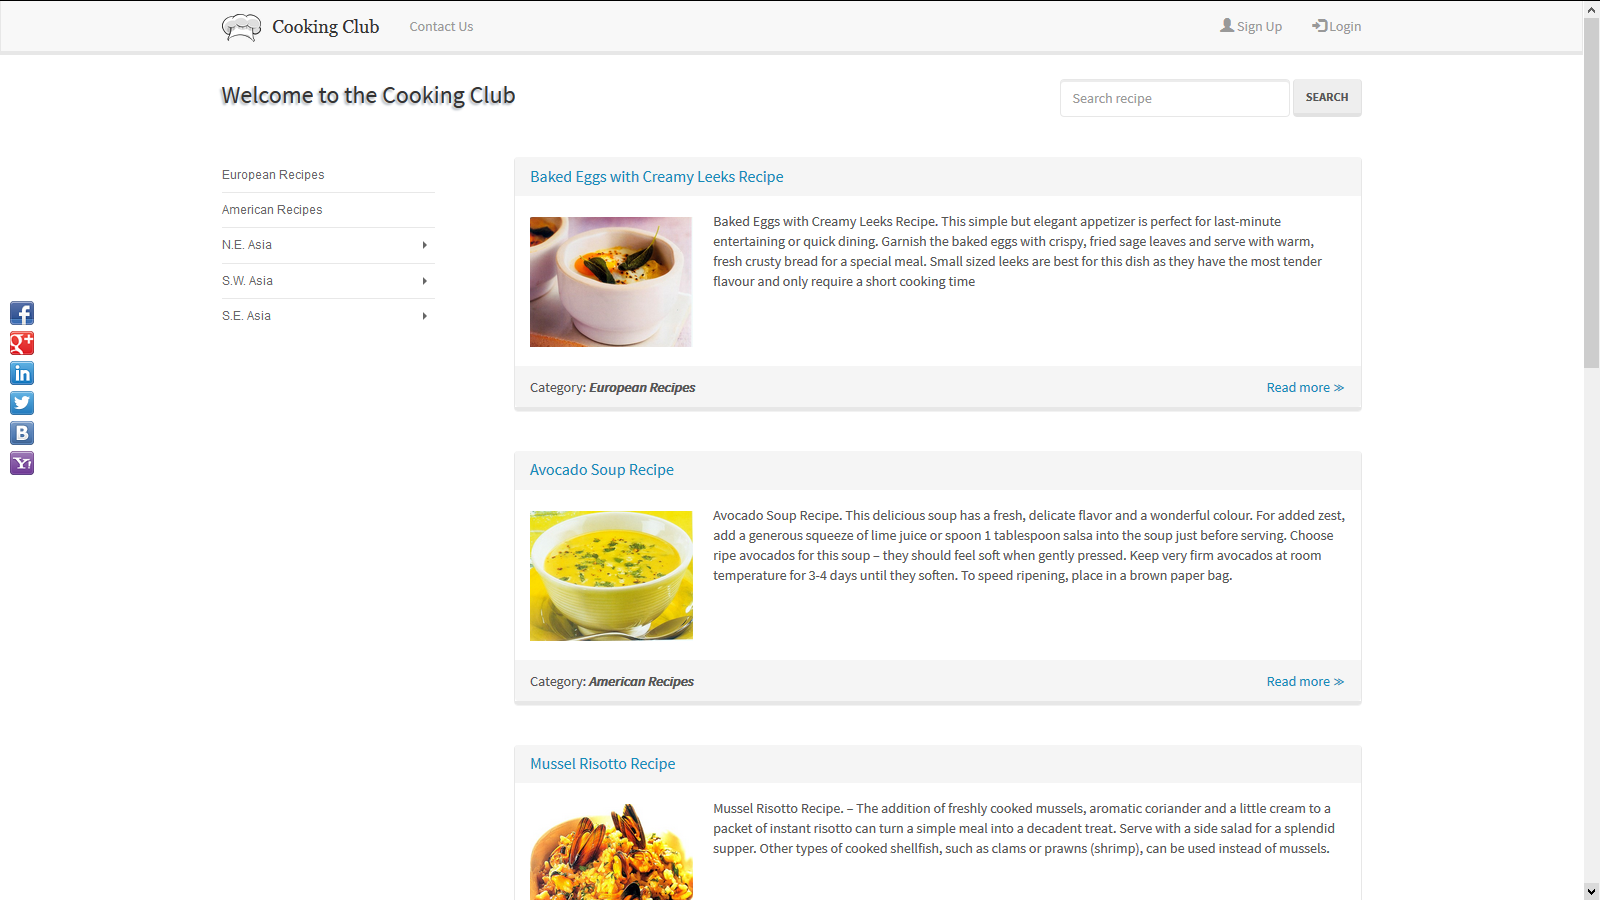 Cooking Club
Contact Us
Sign Up
Login
Welcome to the Cooking Club
Search recipe
SEARCH
European Recipes
American Recipes
N.E. Asia
S.W. Asia
S.E. Asia
Baked Eggs with Creamy Leeks Recipe
Baked Eggs with Creamy Leeks Recipe. This simple but elegant appetizer is perfect for last-minute
entertaining or quick dining. Garnish the baked eggs with crispy, fried sage leaves and serve with warm,
fresh crusty bread for a special meal. Small sized leeks are best for this dish as they have the most tender
flavour and only require a short cooking time
Category: European Recipes
Read more ≫
Avocado Soup Recipe
Avocado Soup Recipe. This delicious soup has a fresh, delicate flavor and a wonderful colour. For added zest,
add a generous squeeze of lime juice or spoon 1 tablespoon salsa into the soup just before serving. Choose
ripe avocados for this soup – they should feel soft when gently pressed. Keep very firm avocados at room
temperature for 3-4 days until they soften. To speed ripening, place in a brown paper bag.
Category: American Recipes
Read more ≫
Mussel Risotto Recipe
Mussel Risotto Recipe. – The addition of freshly cooked mussels, aromatic coriander and a little cream to a
packet of instant risotto can turn a simple meal into a decadent treat. Serve with a side salad for a splendid
supper. Other types of cooked shellfish, such as clams or prawns (shrimp), can be used instead of mussels.
f
g+
in
B
Y!